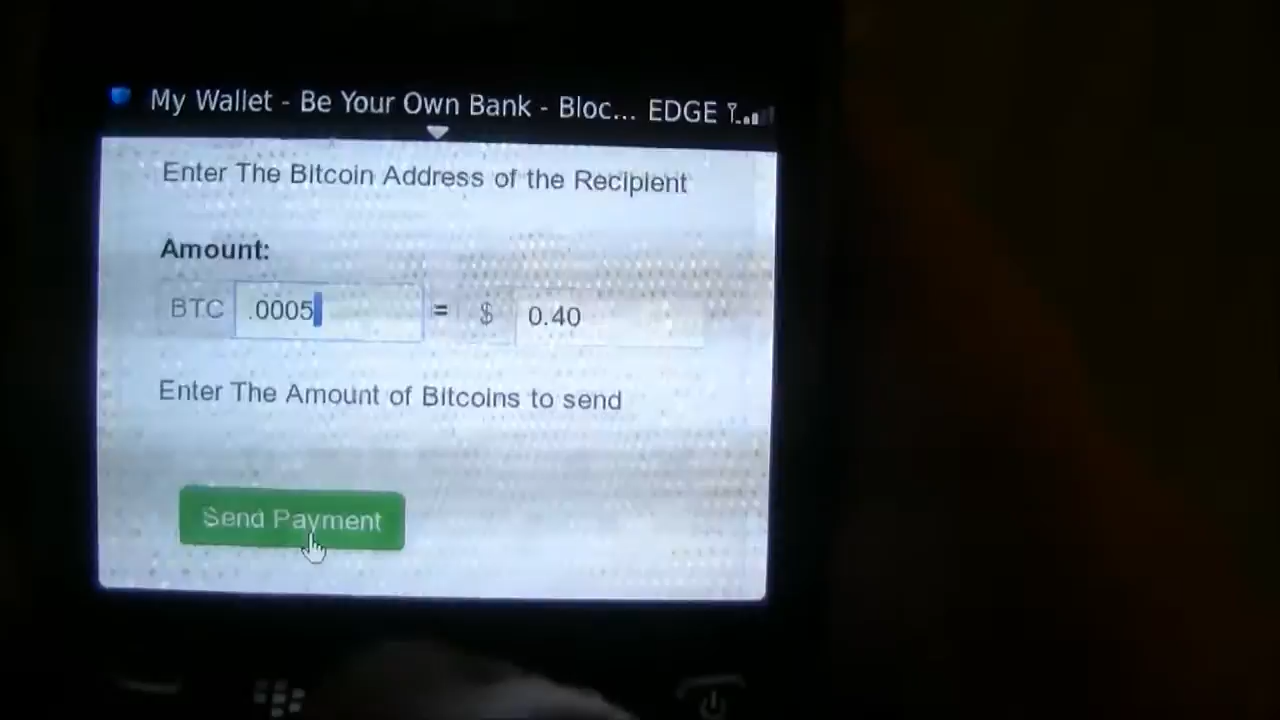 My Wallet - Be Your Own Bank - Bloc... EDGE
Enter The Bitcoin Address of the Recipient
Amount:
BTC .0005 = $ 0.40
Enter The Amount of Bitcoins to send
Send Payment